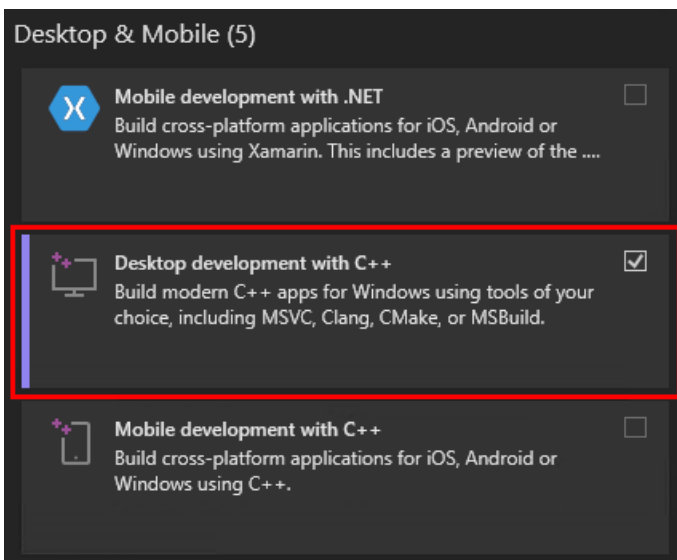 Desktop & Mobile (5)
Mobile development with .NET
Build cross-platform applications for iOS, Android or
Windows using Xamarin. This includes a preview of the ....
Desktop development with C++
Build modern C++ apps for Windows using tools of your
choice, including MSVC, Clang, CMake, or MSBuild.
Mobile development with C++
Build cross-platform applications for iOS, Android or
Windows using C++.